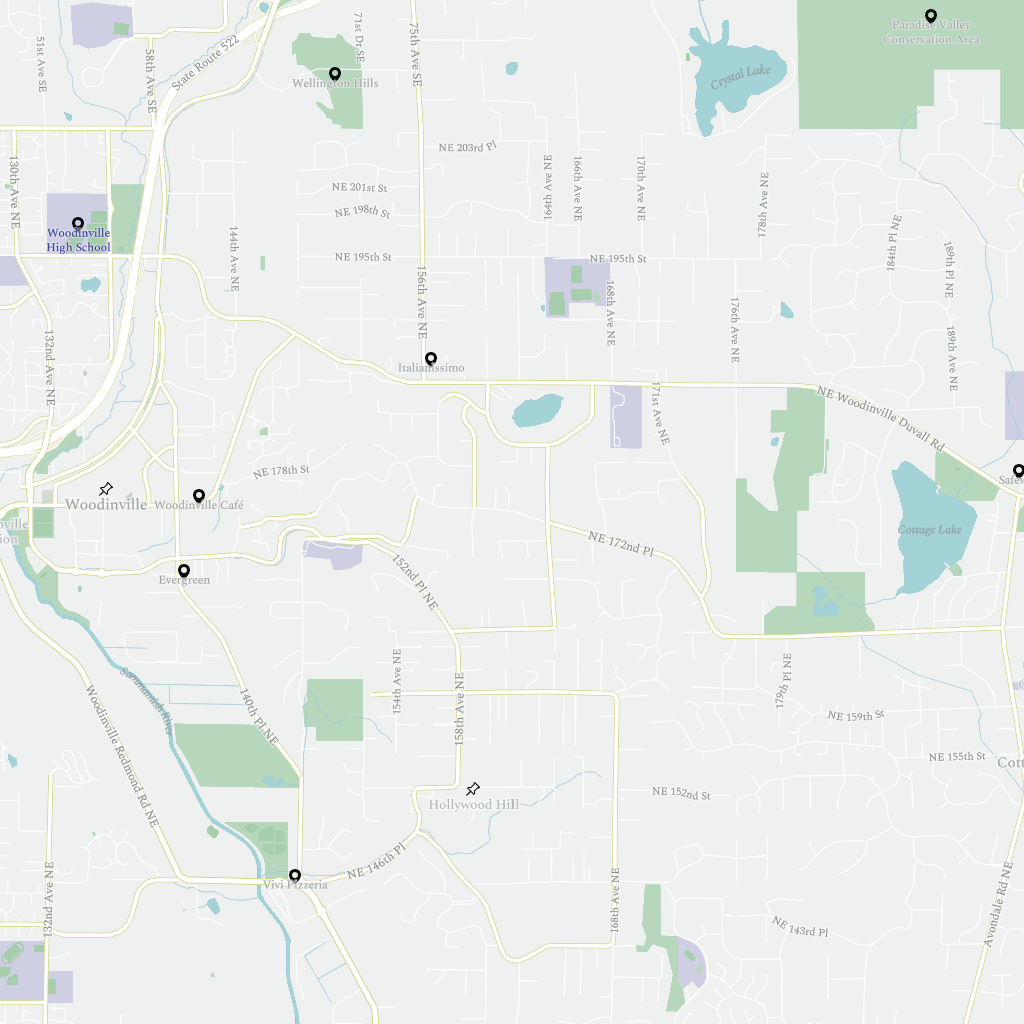 Paradise Valley
Conservation Area
51st Ave SE
58th Ave SE
State Route 522
71st Dr SE
75th Ave SE
Wellington Hills
Crystal Lake
NE 203rd Pl
130th Ave NE
164th Ave NE
166th Ave NE
170th Ave NE
178th Ave NE
NE 201st St
NE 198th St
Woodinville
High School
144th Ave NE
NE 195th St
NE 195th St
184th Pl NE
189th Pl NE
156th Ave NE
168th Ave NE
176th Ave NE
189th Ave NE
132nd Ave NE
Italianissimo
171st Ave NE
NE Woodinville Duvall Rd
NE 178th St
Woodinville
Woodinville Café
Cottage Lake
NE 172nd Pl
152nd Pl NE
Evergreen
Sammamish River
154th Ave NE
158th Ave NE
179th Pl NE
140th Pl NE
Woodinville Redmond Rd NE
NE 159th St
NE 155th St
NE 152nd St
Hollywood Hill
NE 146th Pl
Vivi Pizzeria
132nd Ave NE
168th Ave NE
NE 143rd Pl
Avondale Rd NE